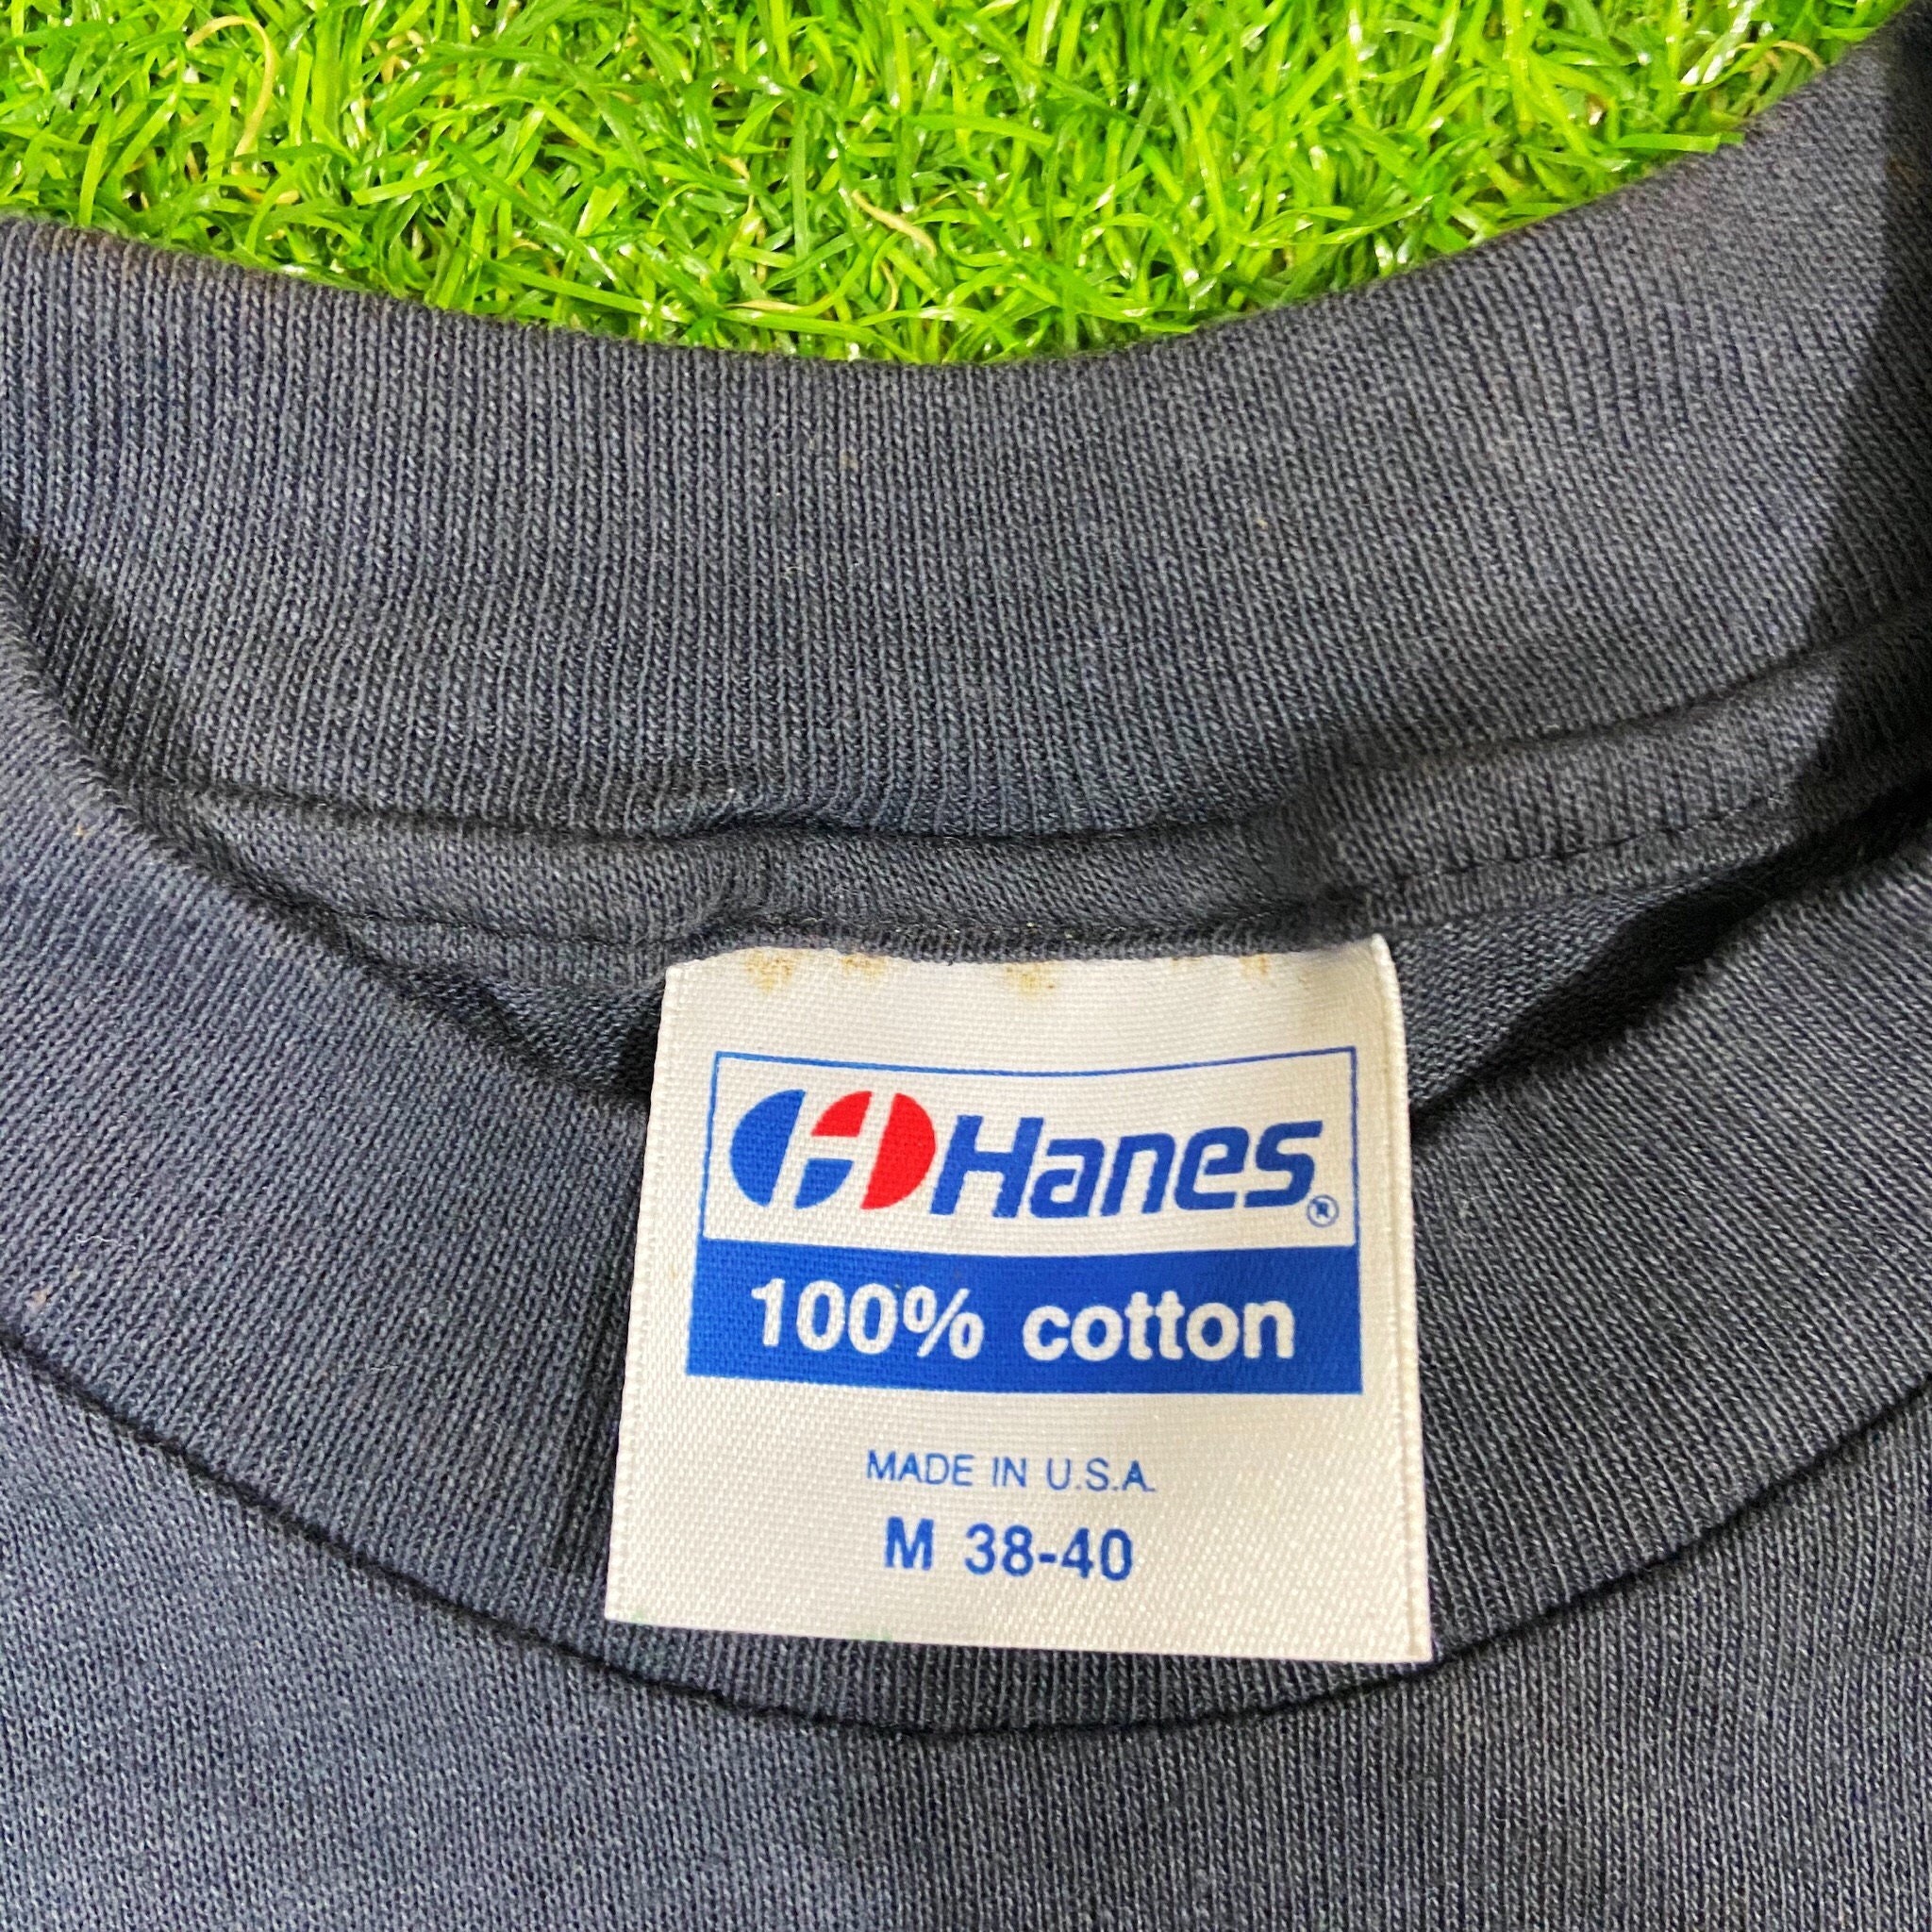 Hanes®
100% cotton
MADE IN U.S.A.
M 38-40